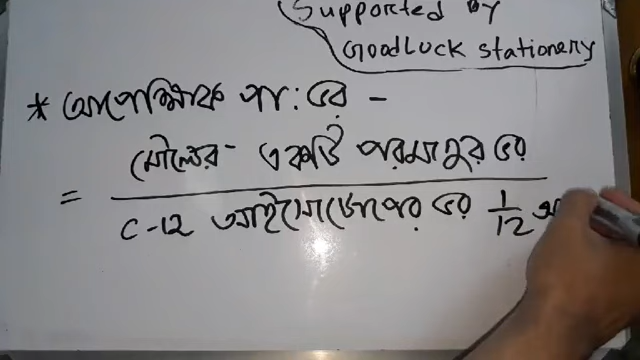 Supported by
GoodLuck stationery
* আপেক্ষিক পা: ভর -
মৌলের একটি পরমানুর ভর
=
C-12 আইসোটোপের ভর 1/12